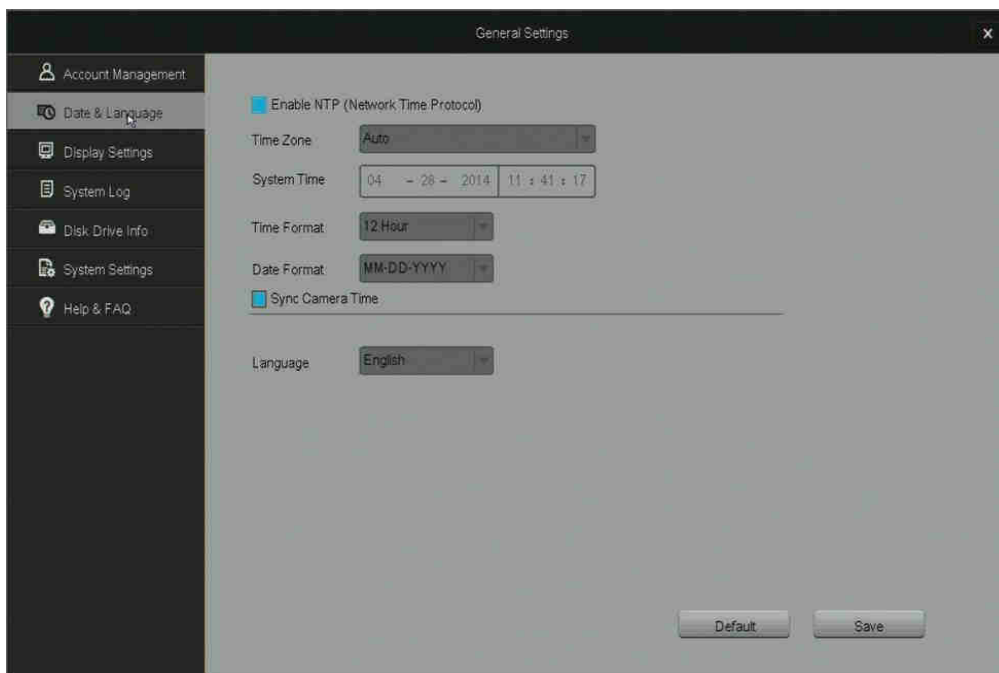 General Settings
X
Account Management
Date & Language
Display Settings
System Log
Disk Drive Info
System Settings
Help & FAQ
Enable NTP (Network Time Protocol)
Time Zone Auto
System Time 04 - 28 - 2014 11 : 41 : 17
Time Format 12 Hour
Date Format MM-DD-YYYY
Sync Camera Time
Language English
Default Save